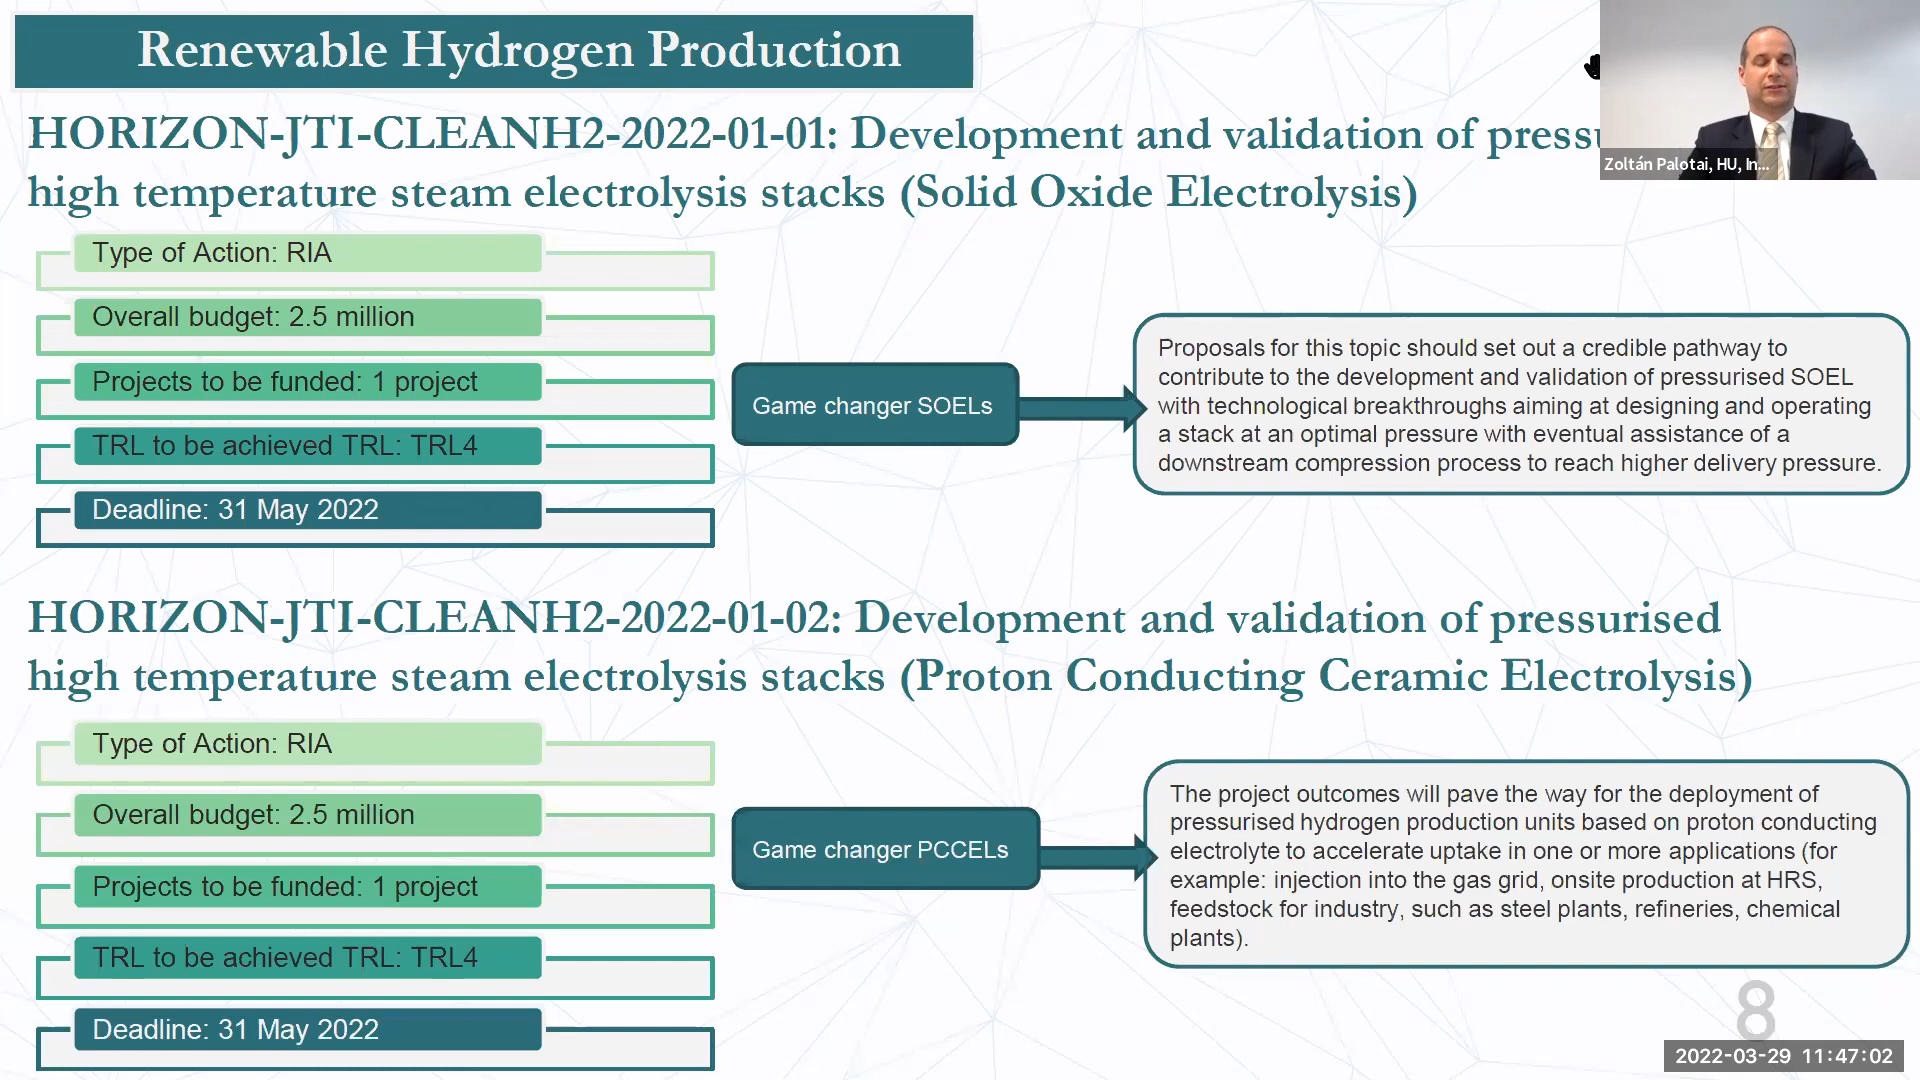 Renewable Hydrogen Production
HORIZON-JTI-CLEANH2-2022-01-01: Development and validation of
high temperature steam electrolysis stacks (Solid Oxide Electrolysis)
Zoltán Palotai, HU, In...
Type of Action: RIA
Overall budget: 2.5 million
Projects to be funded: 1 project
TRL to be achieved TRL: TRL4
Deadline: 31 May 2022
Game changer SOELs
Proposals for this topic should set out a credible pathway to
contribute to the development and validation of pressurised SOEL
with technological breakthroughs aiming at designing and operating
a stack at an optimal pressure with eventual assistance of a
downstream compression process to reach higher delivery pressure.
HORIZON-JTI-CLEANH2-2022-01-02: Development and validation of pressurised
high temperature steam electrolysis stacks (Proton Conducting Ceramic Electrolysis)
Type of Action: RIA
Overall budget: 2.5 million
Projects to be funded: 1 project
TRL to be achieved TRL: TRL4
Deadline: 31 May 2022
Game changer PCCELs
The project outcomes will pave the way for the deployment of
pressurised hydrogen production units based on proton conducting
electrolyte to accelerate uptake in one or more applications (for
example: injection into the gas grid, onsite production at HRS,
feedstock for industry, such as steel plants, refineries, chemical
plants).
8
2022-03-29 11:47:02